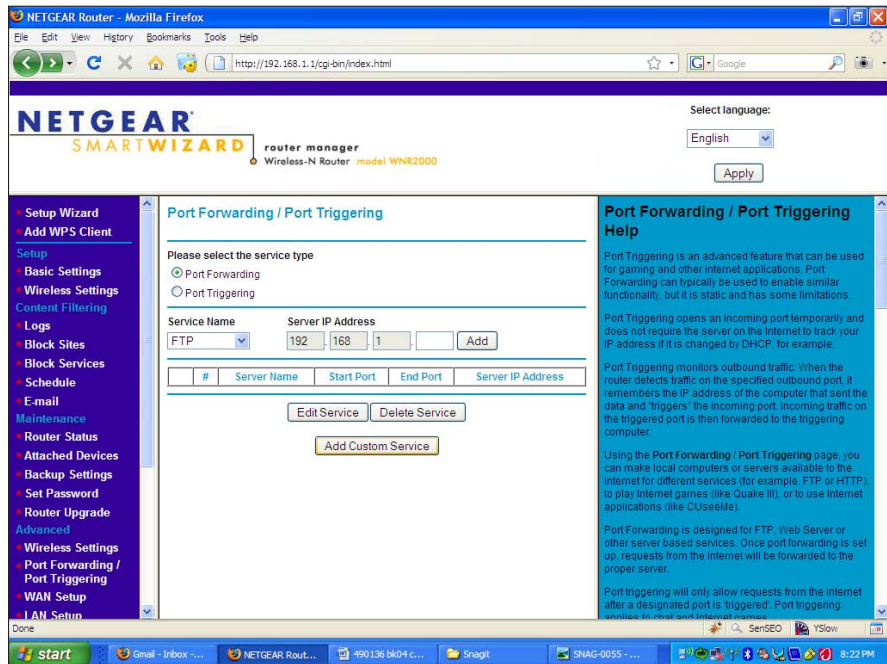 NETGEAR Router - Mozilla Firefox
File Edit View History Bookmarks Tools Help
http://192.168.1.1/cgi-bin/index.html
Google
NETGEAR
SMARTWIZARD
router manager
Wireless-N Router model WNR2000
Select language:
English
Apply
Setup Wizard
Add WPS Client
Setup
Basic Settings
Wireless Settings
Content Filtering
Logs
Block Sites
Block Services
Schedule
E-mail
Maintenance
Router Status
Attached Devices
Backup Settings
Set Password
Router Upgrade
Advanced
Wireless Settings
Port Forwarding /
Port Triggering
WAN Setup
LAN Setup
Port Forwarding / Port Triggering
Please select the service type
Port Forwarding
Port Triggering
Service Name Server IP Address
FTP 192 . 168 . 1 . Add
# Server Name Start Port End Port Server IP Address
Edit Service Delete Service
Add Custom Service
Port Forwarding / Port Triggering
Help
Port Triggering is an advanced feature that can be used
for gaming and other internet applications. Port
Forwarding can typically be used to enable similar
functionality, but it is static and has some limitations.
Port Triggering opens an incoming port temporarily and
does not require the server on the Internet to track your
IP address if it is changed by DHCP, for example.
Port Triggering monitors outbound traffic. When the
router detects traffic on the specified outbound port, it
remembers the IP address of the computer that sent the
data and "triggers" the incoming port. Incoming traffic on
the triggered port is then forwarded to the triggering
computer.
Using the Port Forwarding / Port Triggering page, you
can make local computers or servers available to the
Internet for different services (for example, FTP or HTTP),
to play Internet games (like Quake III), or to use Internet
applications (like CUseeMe).
Port Forwarding is designed for FTP, Web Server or
other server based services. Once port forwarding is set
up, requests from the Internet will be forwarded to the
proper server.
Port triggering will only allow requests from the Internet
after a designated port is 'triggered'. Port triggering
applies to chat and Internet games.
Done SenSEO YSlow
start Gmail - Inbox -... NETGEAR Rout... 490136 bk04 c... Snagit SNAG-0055 - ... 8:22 PM